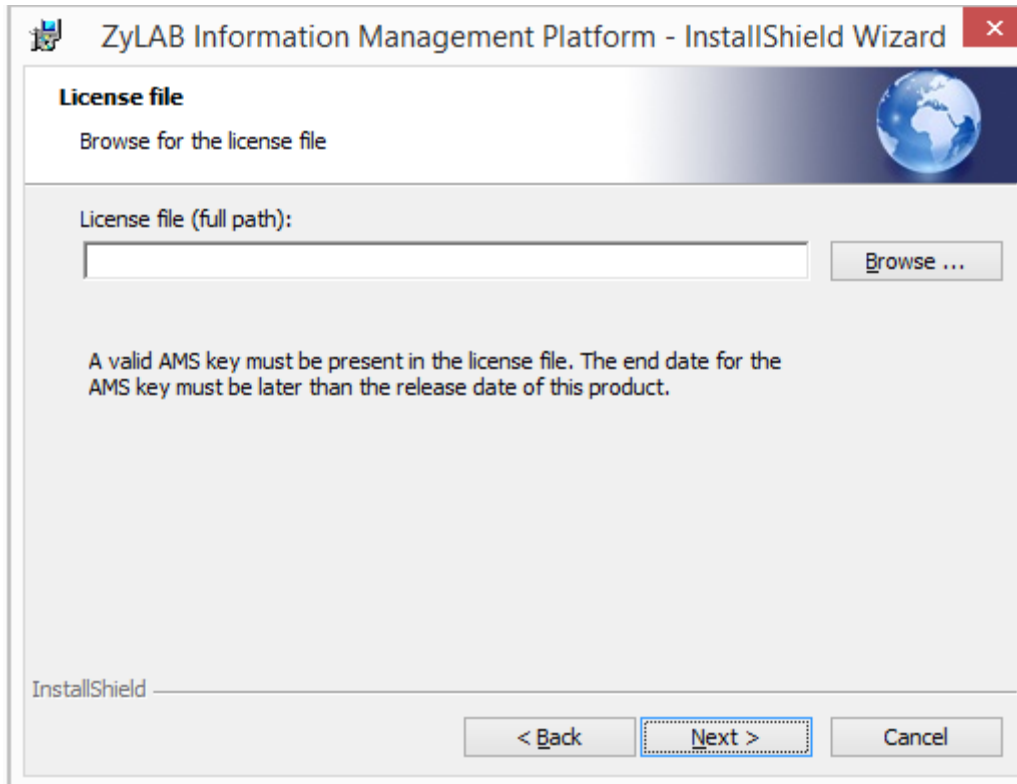 ZyLAB Information Management Platform - InstallShield Wizard
License file
Browse for the license file
License file (full path):
Browse ...
A valid AMS key must be present in the license file. The end date for the
AMS key must be later than the release date of this product.
InstallShield
< Back
Next >
Cancel